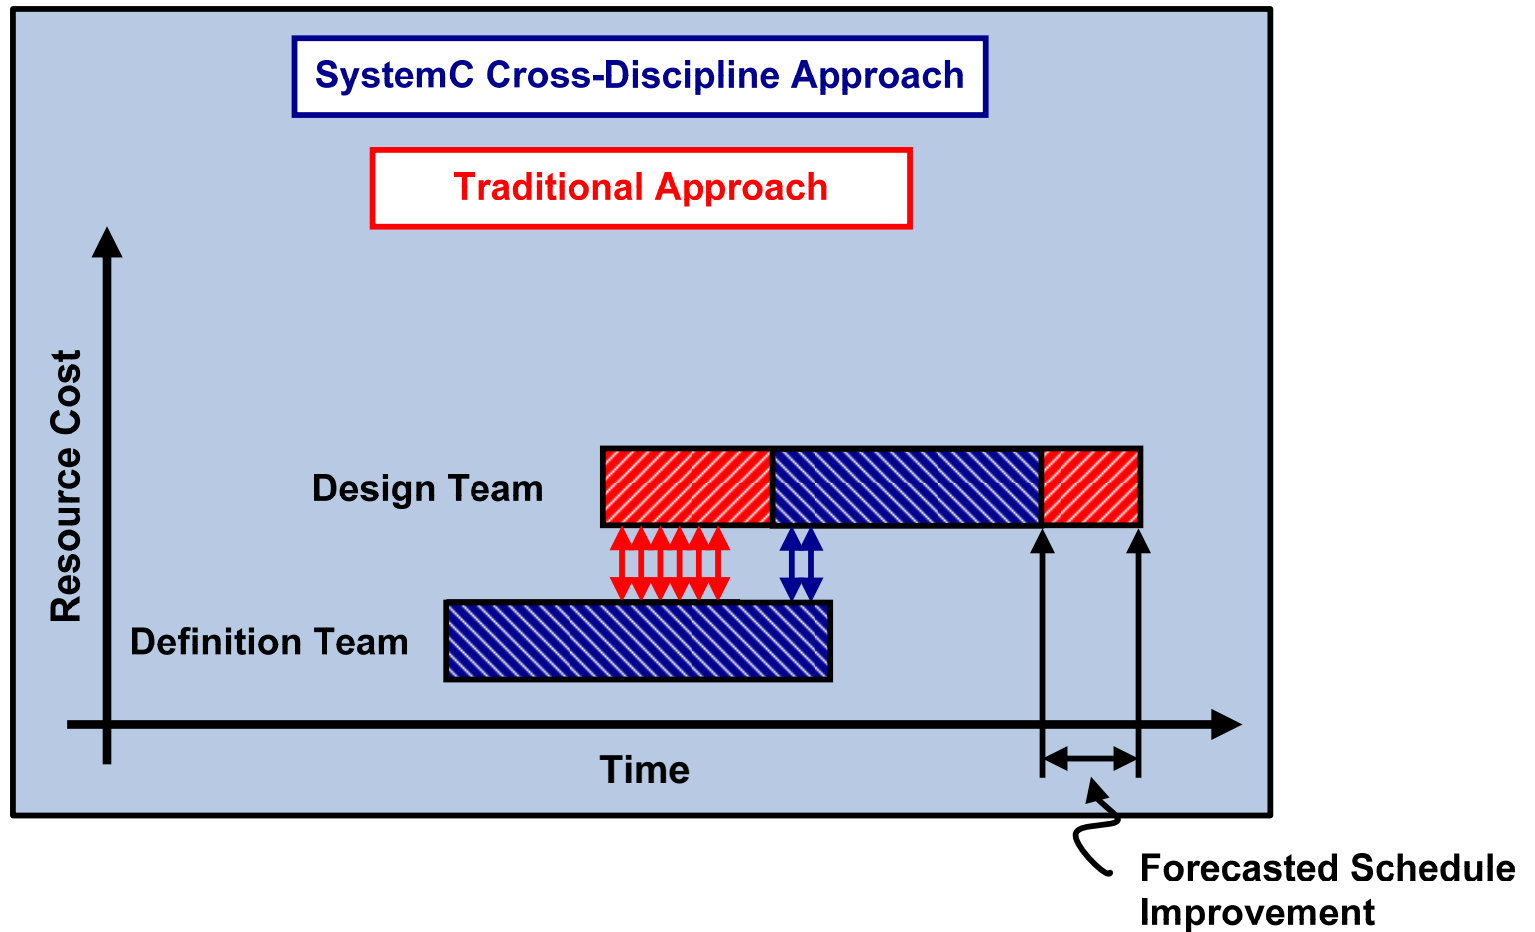 SystemC Cross-Discipline Approach
Traditional Approach
Resource Cost
Design Team
Definition Team
Time
Forecasted Schedule
Improvement